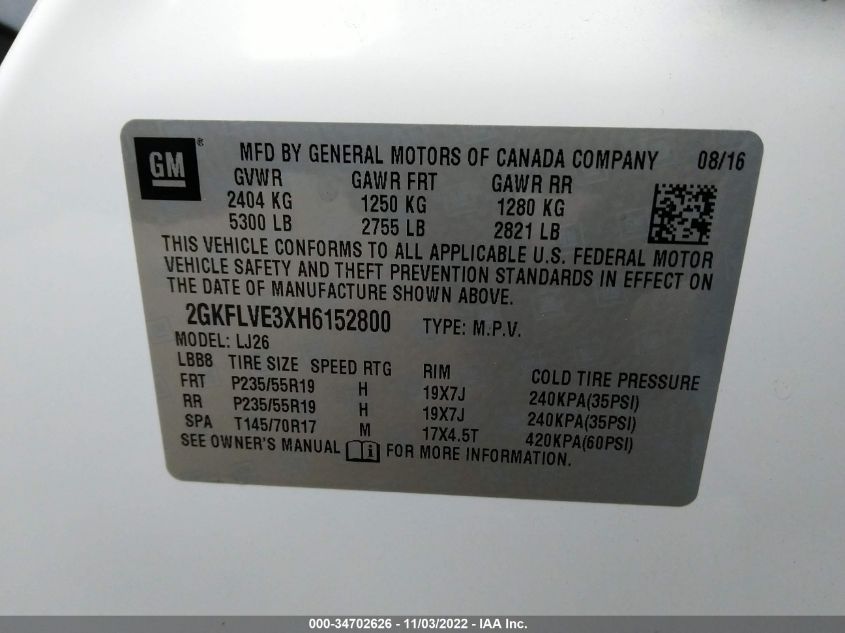 GM® MFD BY GENERAL MOTORS OF CANADA COMPANY 08/16
GVWR GAWR FRT GAWR RR
2404 KG 1250 KG 1280 KG
5300 LB 2755 LB 2821 LB
THIS VEHICLE CONFORMS TO ALL APPLICABLE U.S. FEDERAL MOTOR
VEHICLE SAFETY AND THEFT PREVENTION STANDARDS IN EFFECT ON
THE DATE OF MANUFACTURE SHOWN ABOVE.
2GKFLVE3XH6152800 TYPE: M.P.V.
MODEL: LJ26
LBB8 TIRE SIZE SPEED RTG RIM COLD TIRE PRESSURE
FRT P235/55R19 H 19X7J 240KPA(35PSI)
RR P235/55R19 H 19X7J 240KPA(35PSI)
SPA T145/70R17 M 17X4.5T 420KPA(60PSI)
SEE OWNER'S MANUAL i FOR MORE INFORMATION.
000-34702626 - 11/03/2022 - IAA Inc.